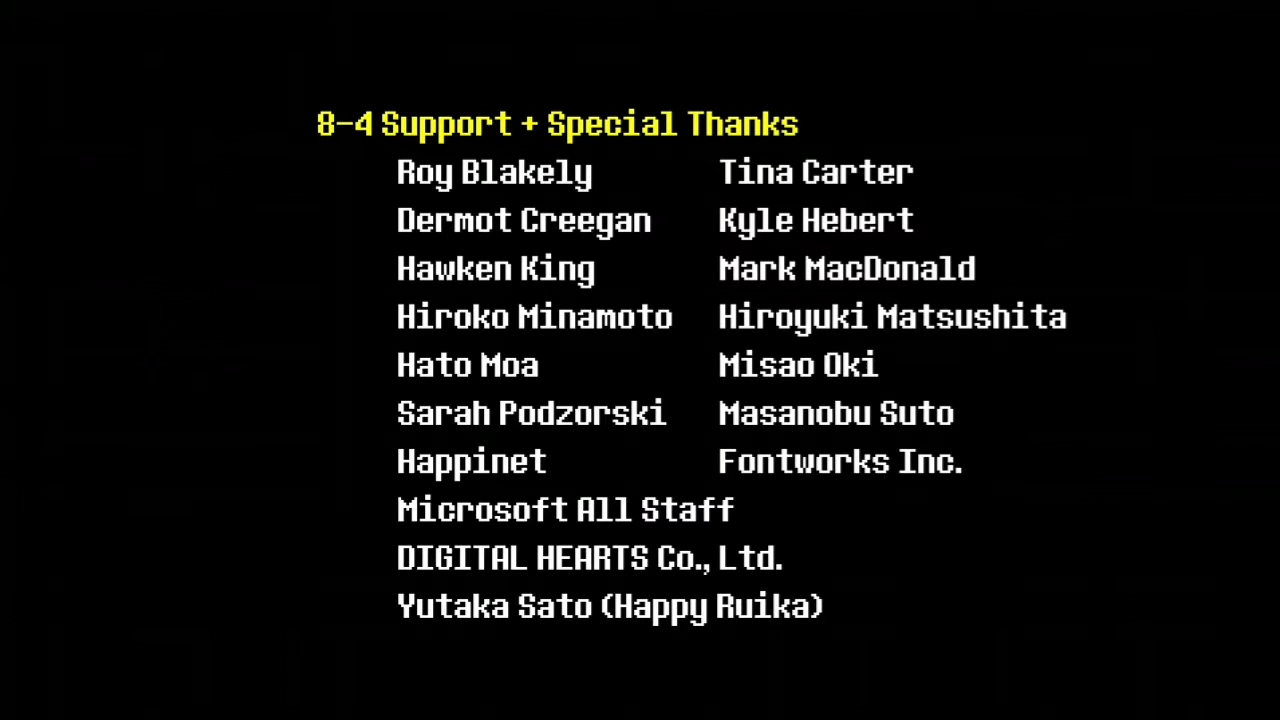 8-4 Support + Special Thanks
Roy Blakely Tina Carter
Dermot Creegan Kyle Hebert
Hawken King Mark MacDonald
Hiroko Minamoto Hiroyuki Matsushita
Hato Moa Misao Oki
Sarah Podzorski Masanobu Suto
Happinet Fontworks Inc.
Microsoft All Staff
DIGITAL HEARTS Co., Ltd.
Yutaka Sato (Happy Ruika)